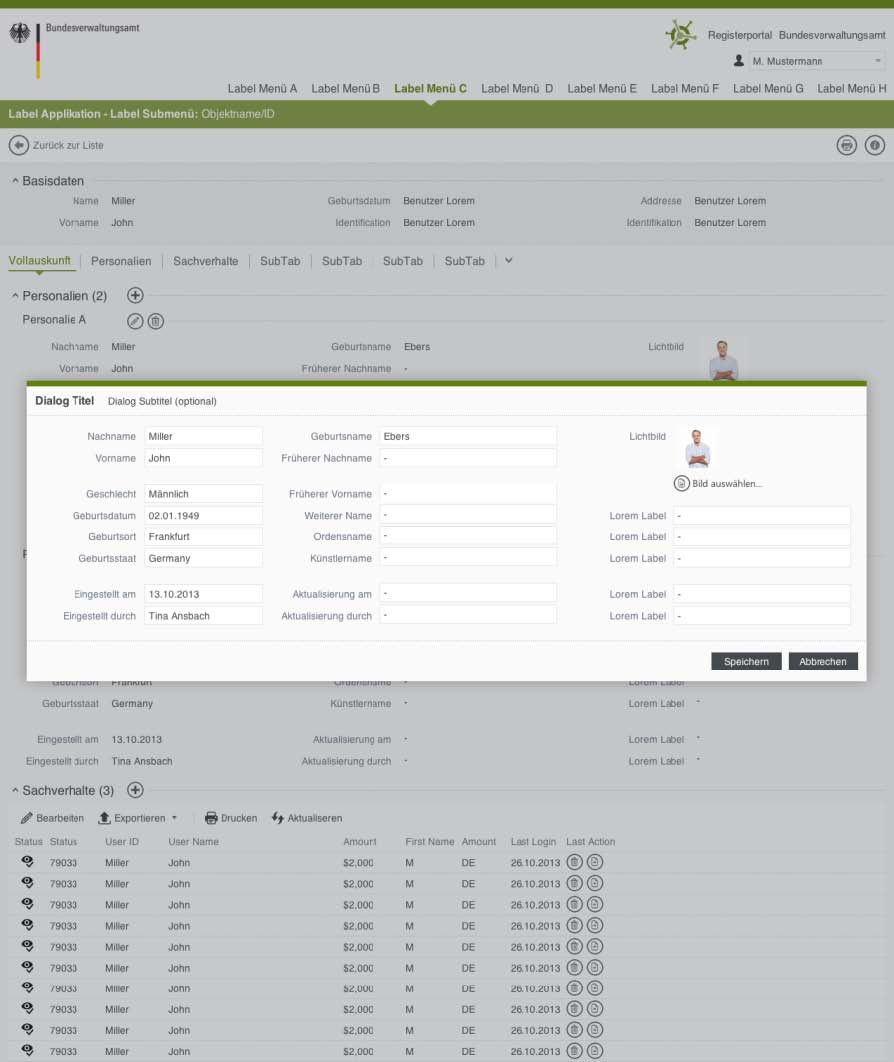 Bundesverwaltungsamt
Registerportal Bundesverwaltungsamt
M. Mustermann
Label Menü A Label Menü B Label Menü C Label Menü D Label Menü E Label Menü F Label Menü G Label Menü H
Label Applikation - Label Submenü: Objektname/ID
Zurück zur Liste
Basisdaten
Name Miller Geburtsdatum Benutzer Lorem Addresse Benutzer Lorem
Vorname John Identification Benutzer Lorem Identifikation Benutzer Lorem
Vollauskunft Personalien Sachverhalte SubTab SubTab SubTab SubTab
Personalien (2)
Personalie A
Nachname Miller Geburtsname Ebers Lichtbild
Vorname John Früherer Nachname -
Dialog Titel Dialog Subtitel (optional)
Nachname Miller Geburtsname Ebers Lichtbild
Vorname John Früherer Nachname -
Bild auswählen...
Geschlecht Männlich Früherer Vorname -
Geburtsdatum 02.01.1949 Weiterer Name - Lorem Label -
Geburtsort Frankfurt Ordensname - Lorem Label -
Geburtsstaat Germany Künstlername - Lorem Label -
Eingestellt am 13.10.2013 Aktualisierung am - Lorem Label -
Eingestellt durch Tina Ansbach Aktualisierung durch - Lorem Label -
Speichern Abbrechen
Geburtsort Frankfurt Ordensname - Lorem Label
Geburtsstaat Germany Künstlername - Lorem Label -
Eingestellt am 13.10.2013 Aktualisierung am - Lorem Label -
Eingestellt durch Tina Ansbach Aktualisierung durch - Lorem Label -
Sachverhalte (3)
Bearbeiten Exportieren Drucken Aktualiseren
Status Status User ID User Name Amount First Name Amount Last Login Last Action
79033 Miller John $2,000 M DE 26.10.2013
79033 Miller John $2,000 M DE 26.10.2013
79033 Miller John $2,000 M DE 26.10.2013
79033 Miller John $2,000 M DE 26.10.2013
79033 Miller John $2,000 M DE 26.10.2013
79033 Miller John $2,000 M DE 26.10.2013
79033 Miller John $2,000 M DE 26.10.2013
79033 Miller John $2,000 M DE 26.10.2013
79033 Miller John $2,000 M DE 26.10.2013
79033 Miller John $2,000 M DE 26.10.2013